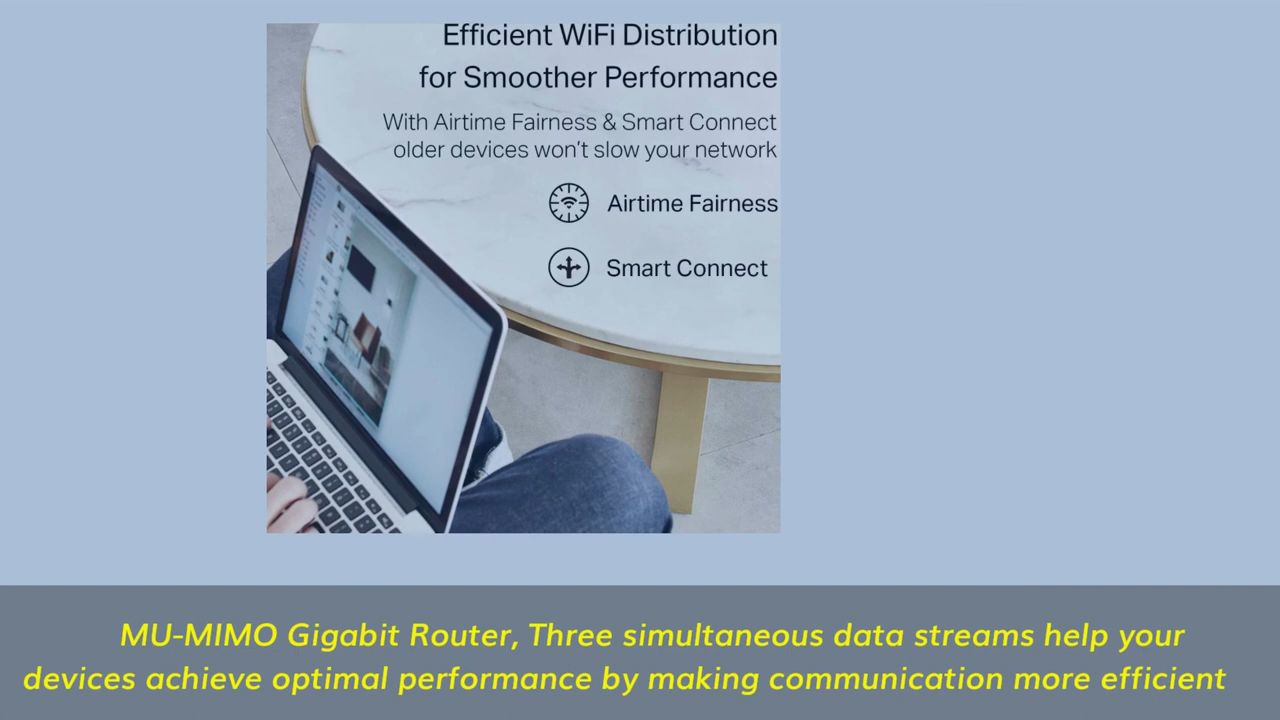 Efficient WiFi Distribution
for Smoother Performance
With Airtime Fairness & Smart Connect
older devices won't slow your network
Airtime Fairness
Smart Connect
MU-MIMO Gigabit Router, Three simultaneous data streams help your
devices achieve optimal performance by making communication more efficient